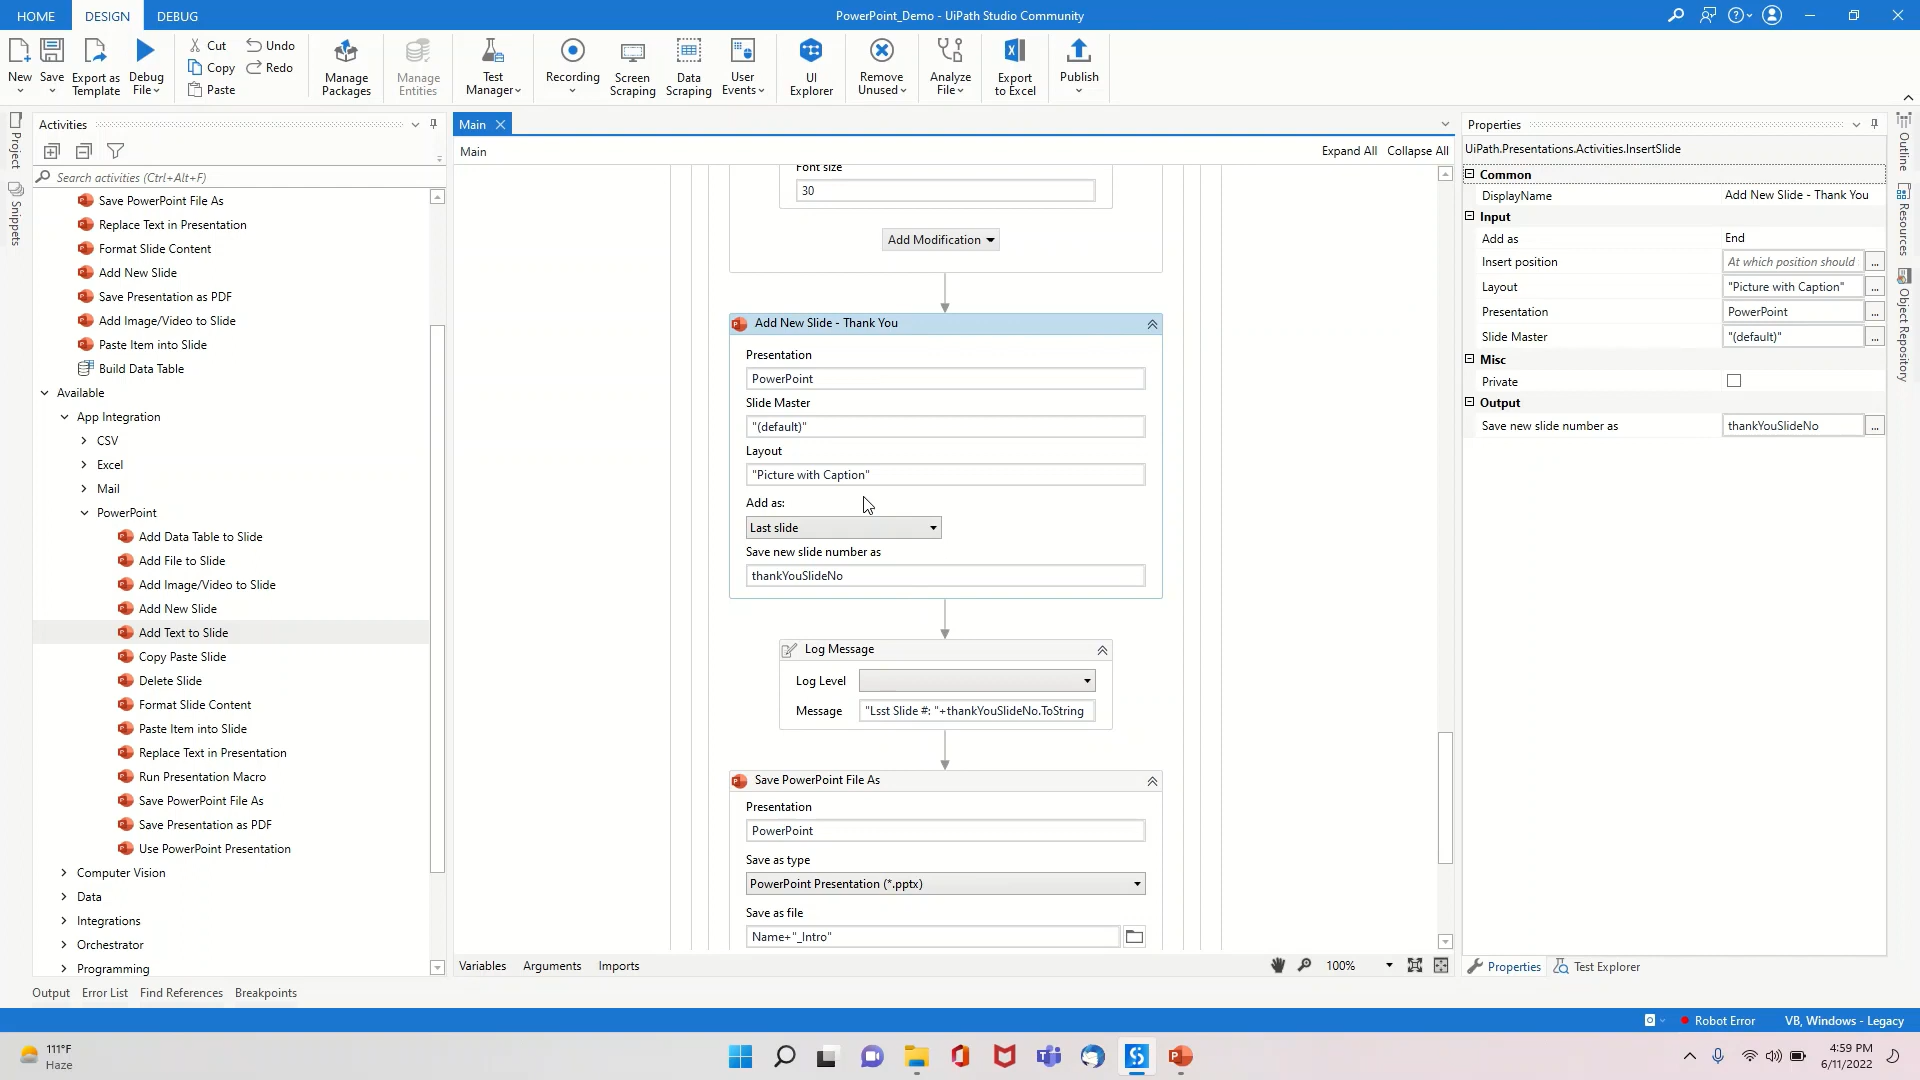 HOME DESIGN DEBUG PowerPoint_Demo - UiPath Studio Community
New Save Export as Template Debug File
Cut Undo
Copy Redo
Paste
Manage Packages Manage Entities Test Manager Recording Screen Scraping Data Scraping User Events UI Explorer Remove Unused Analyze File Export to Excel Publish
Project
Snippets
Activities
Search activities (Ctrl+Alt+F)
Save PowerPoint File As
Replace Text in Presentation
Format Slide Content
Add New Slide
Save Presentation as PDF
Add Image/Video to Slide
Paste Item into Slide
Build Data Table
Available
App Integration
CSV
Excel
Mail
PowerPoint
Add Data Table to Slide
Add File to Slide
Add Image/Video to Slide
Add New Slide
Add Text to Slide
Copy Paste Slide
Delete Slide
Format Slide Content
Paste Item into Slide
Replace Text in Presentation
Run Presentation Macro
Save PowerPoint File As
Save Presentation as PDF
Use PowerPoint Presentation
Computer Vision
Data
Integrations
Orchestrator
Programming
Main
Main Expand All Collapse All
Font size
30
Add Modification
Add New Slide - Thank You
Presentation
PowerPoint
Slide Master
"(default)"
Layout
"Picture with Caption"
Add as:
Last slide
Save new slide number as
thankYouSlideNo
Log Message
Log Level
Message "Lsst Slide #: "+thankYouSlideNo.ToString
Save PowerPoint File As
Presentation
PowerPoint
Save as type
PowerPoint Presentation (*.pptx)
Save as file
Name+"_Intro"
Variables Arguments Imports 100%
Properties
UiPath.Presentations.Activities.InsertSlide
Common
DisplayName Add New Slide - Thank You
Input
Add as End
Insert position At which position should
Layout "Picture with Caption" ...
Presentation PowerPoint ...
Slide Master "(default)" ...
Misc
Private
Output
Save new slide number as thankYouSlideNo ...
Properties Test Explorer
Outline
Resources
Object Repository
Output Error List Find References Breakpoints
Robot Error VB, Windows - Legacy
111°F
Haze
4:59 PM
6/11/2022